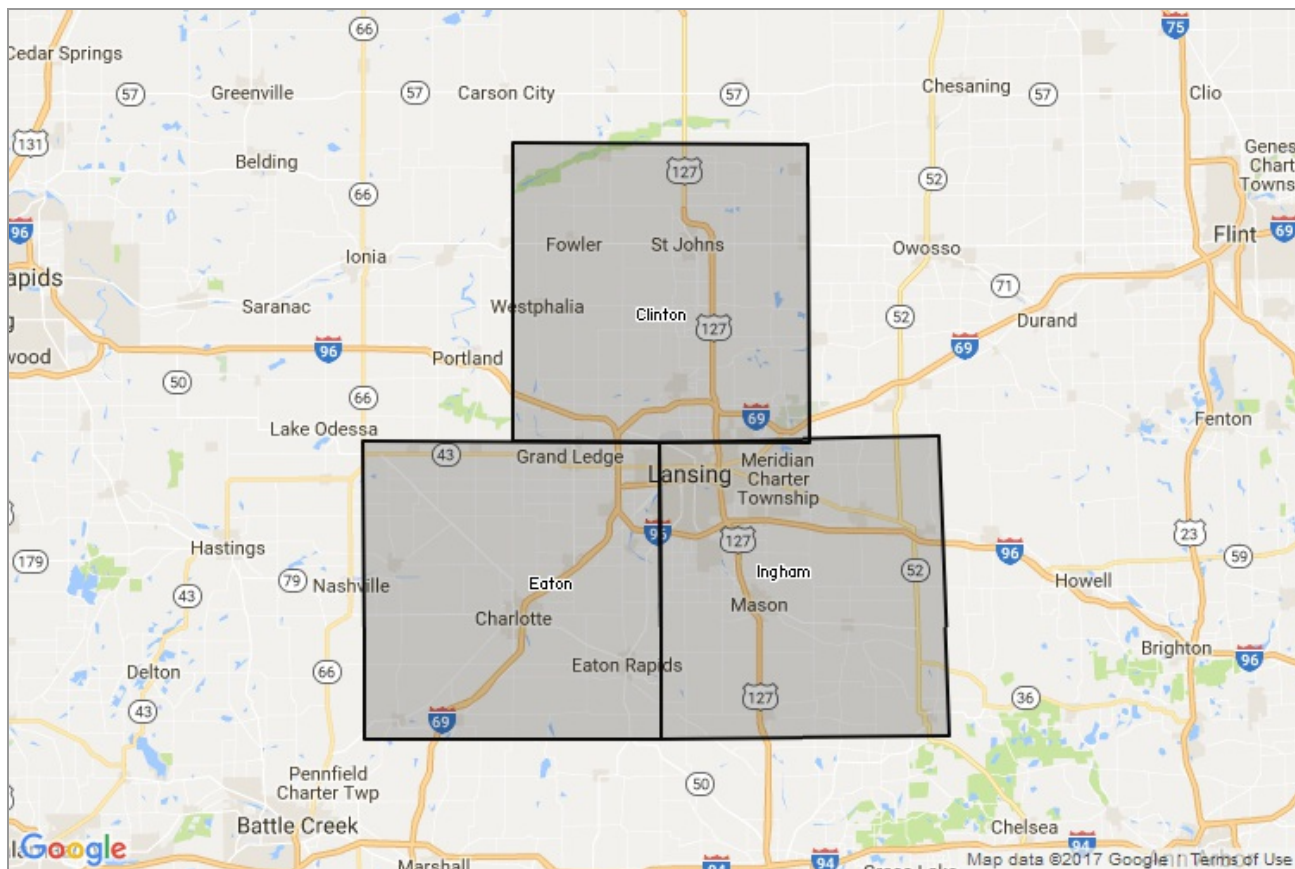 66
75
Cedar Springs
57
Greenville
57
Carson City
57
Chesaning
57
Clio
131
Belding
127
52
Genes
Chart
Towns
66
96
Fowler
St Johns
Owosso
Flint
69
Ionia
apids
71
Saranac
Westphalia
Clinton
52
Durand
127
wood
96
Portland
69
50
66
69
Fenton
Lake Odessa
43
Grand Ledge
Lansing
Meridian
Charter
Township
23
Hastings
96
127
96
59
179
79
Nashville
Eaton
Ingham
52
Howell
43
Charlotte
Mason
Delton
66
Eaton Rapids
Brighton
96
43
69
127
36
Pennfield
Charter Twp
50
Battle Creek
Chelsea
Google
Marshall
94
94
94
Map data ©2017 Google
Terms of Use